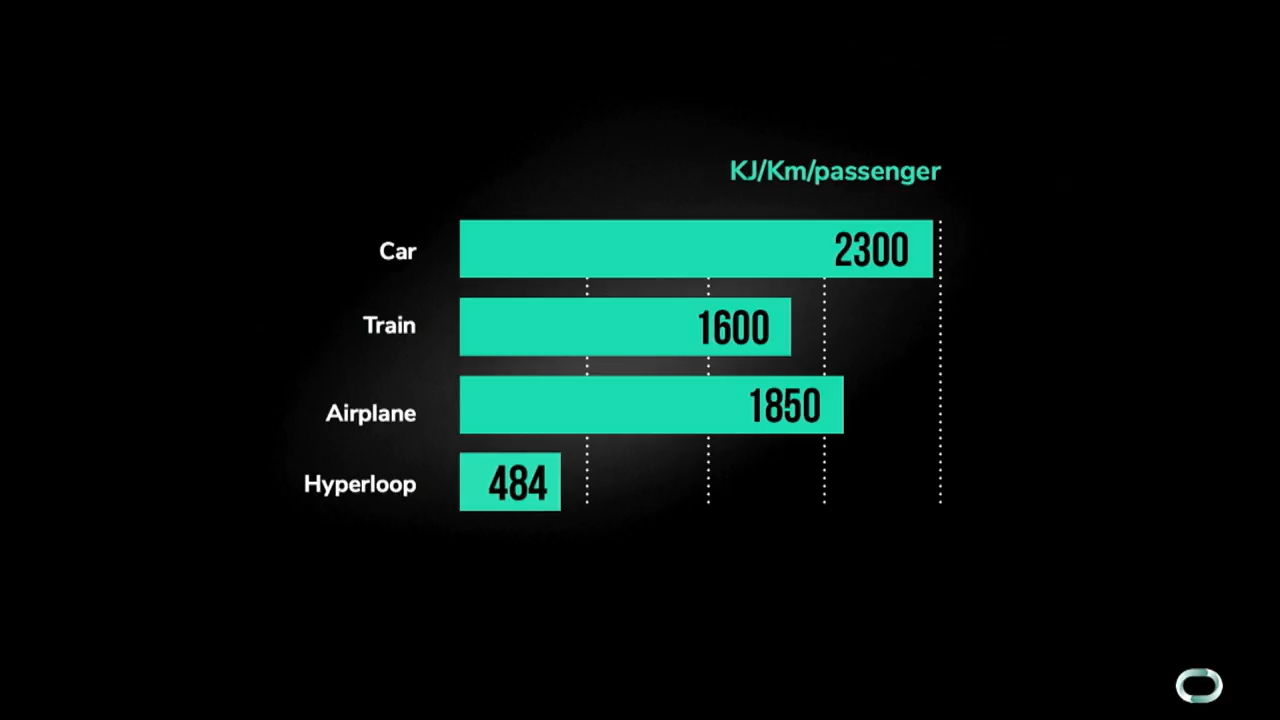 KJ/Km/passenger
Car 2300
Train 1600
Airplane 1850
Hyperloop 484